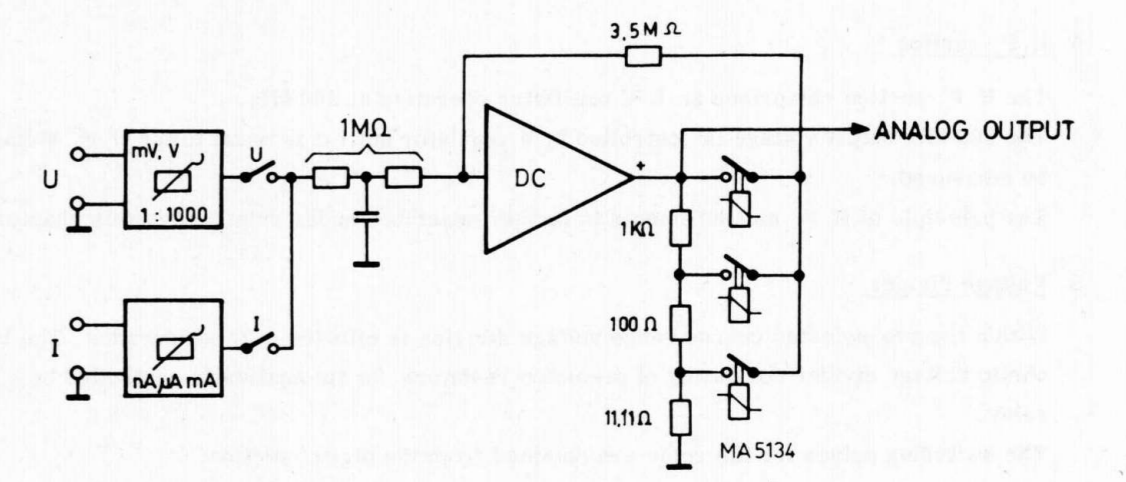 3.5 M Ω
1MΩ
ANALOG OUTPUT
mV, V
U
U
DC
+
1 : 1000
1KΩ
100 Ω
I
I
nA μA mA
11,11Ω
MA 5134